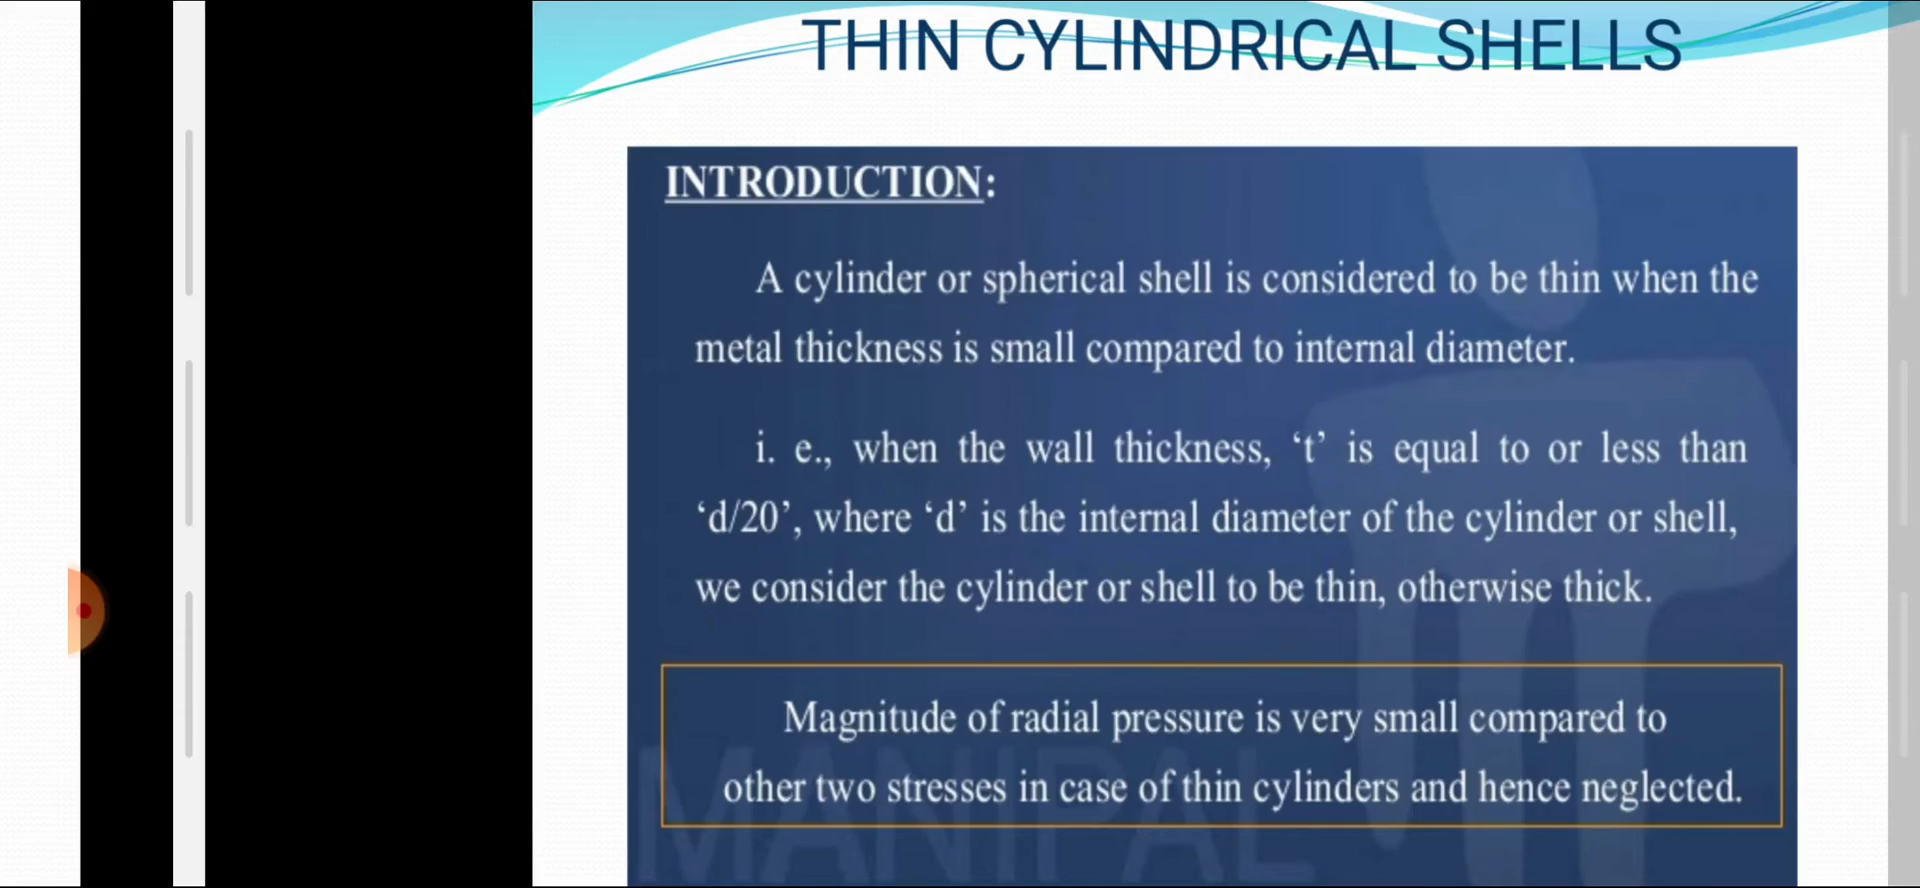 THIN CYLINDRICAL SHELLS
INTRODUCTION:
A cylinder or spherical shell is considered to be thin when the
metal thickness is small compared to internal diameter.
i. e., when the wall thickness, ‘t’ is equal to or less than
‘d/20’, where ‘d’ is the internal diameter of the cylinder or shell,
we consider the cylinder or shell to be thin, otherwise thick.
Magnitude of radial pressure is very small compared to
other two stresses in case of thin cylinders and hence neglected.
MANIPAL